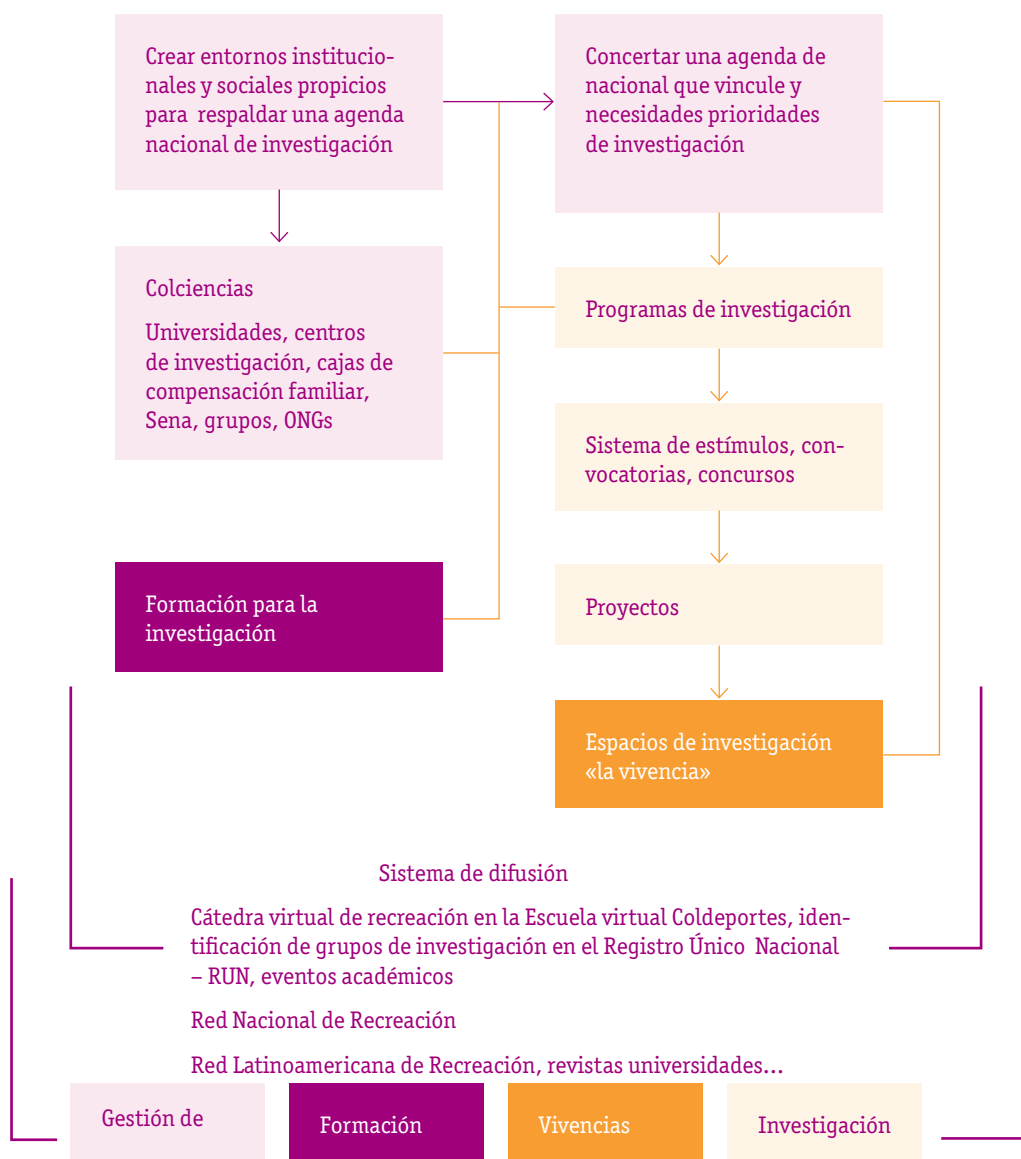 Crear entornos institucio-
nales y sociales propicios
para respaldar una agenda
nacional de investigación
Concertar una agenda de
nacional que vincule y
necesidades prioridades
de investigación
Colciencias
Universidades, centros
de investigación, cajas de
compensación familiar,
Sena, grupos, ONGs
Programas de investigación
Sistema de estímulos, con-
vocatorias, concursos
Formación para la
investigación
Proyectos
Espacios de investigación
«la vivencia»
Sistema de difusión
Cátedra virtual de recreación en la Escuela virtual Coldeportes, iden-
tificación de grupos de investigación en el Registro Único Nacional
– RUN, eventos académicos
Red Nacional de Recreación
Red Latinoamericana de Recreación, revistas universidades...
Gestión de
Formación
Vivencias
Investigación